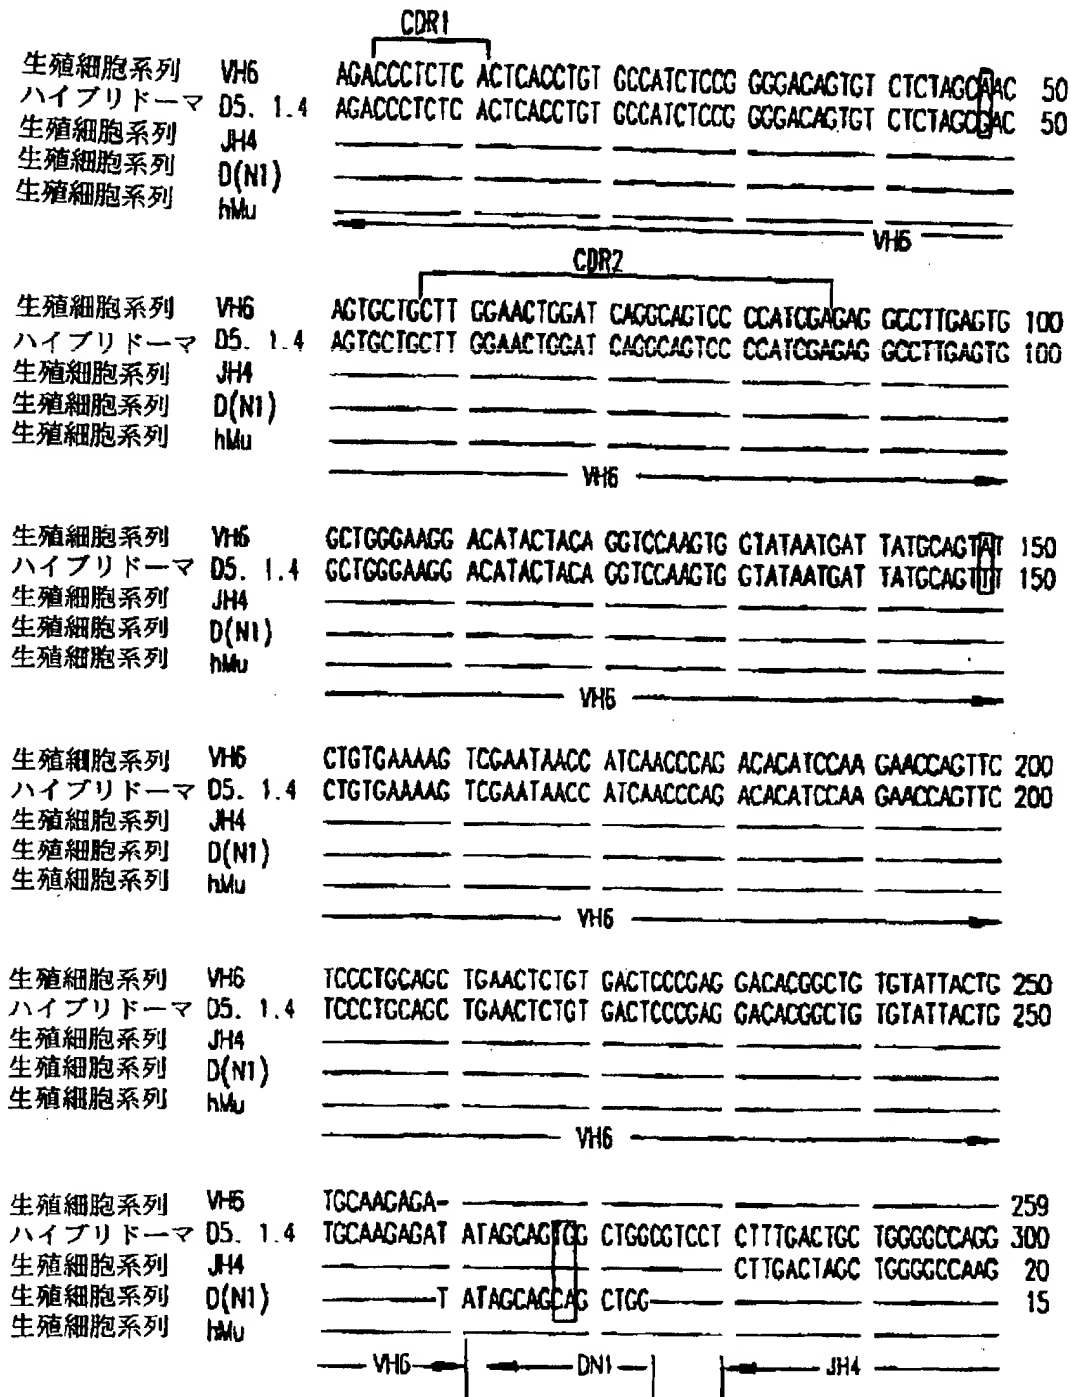 CDR1
生殖細胞系列 VH6 AGACCCTCTC ACTCACCTGT GCCATCTCCG GGGACAGTGT CTCTAGCAAC 50
ハイブリドーマ D5. 1.4 AGACCCTCTC ACTCACCTGT GCCATCTCCG GGGACAGTGT CTCTAGCGAC 50
生殖細胞系列 JH4
生殖細胞系列 D(N1)
生殖細胞系列 hMu
VH6
CDR2
生殖細胞系列 VH6 AGTGCTGCTT GGAACTGGAT CAGGCAGTCC CCATCGAGAG GCCTTGAGTG 100
ハイブリドーマ D5. 1.4 AGTGCTGCTT GGAACTGGAT CAGGCAGTCC CCATCGAGAG GCCTTGAGTG 100
生殖細胞系列 JH4
生殖細胞系列 D(N1)
生殖細胞系列 hMu
VH6
生殖細胞系列 VH6 GCTGGGAAGG ACATACTACA GGTCCAAGTG GTATAATGAT TATGCAGTAT 150
ハイブリドーマ D5. 1.4 GCTGGGAAGG ACATACTACA GGTCCAAGTG GTATAATGAT TATGCAGTTT 150
生殖細胞系列 JH4
生殖細胞系列 D(N1)
生殖細胞系列 hMu
VH6
生殖細胞系列 VH6 CTGTGAAAAG TCGAATAACC ATCAACCCAG ACACATCCAA GAACCAGTTC 200
ハイブリドーマ D5. 1.4 CTGTGAAAAG TCGAATAACC ATCAACCCAG ACACATCCAA GAACCAGTTC 200
生殖細胞系列 JH4
生殖細胞系列 D(N1)
生殖細胞系列 hMu
VH6
生殖細胞系列 VH6 TCCCTGCAGC TGAACTCTGT GACTCCCGAG GACACGGCTG TGTATTACTG 250
ハイブリドーマ D5. 1.4 TCCCTGCAGC TGAACTCTGT GACTCCCGAG GACACGGCTG TGTATTACTG 250
生殖細胞系列 JH4
生殖細胞系列 D(N1)
生殖細胞系列 hMu
VH6
生殖細胞系列 VH6 TGCAAGAGA- 259
ハイブリドーマ D5. 1.4 TGCAAGAGAT ATAGCAGTGG CTGGCGTCCT CTTTGACTGC TGGGGCCAGG 300
生殖細胞系列 JH4 CTTGACTAGC TGGGGCCAAG 20
生殖細胞系列 D(N1) T ATAGCAGCAG CTGG 15
生殖細胞系列 hMu
VH6 DN1 JH4